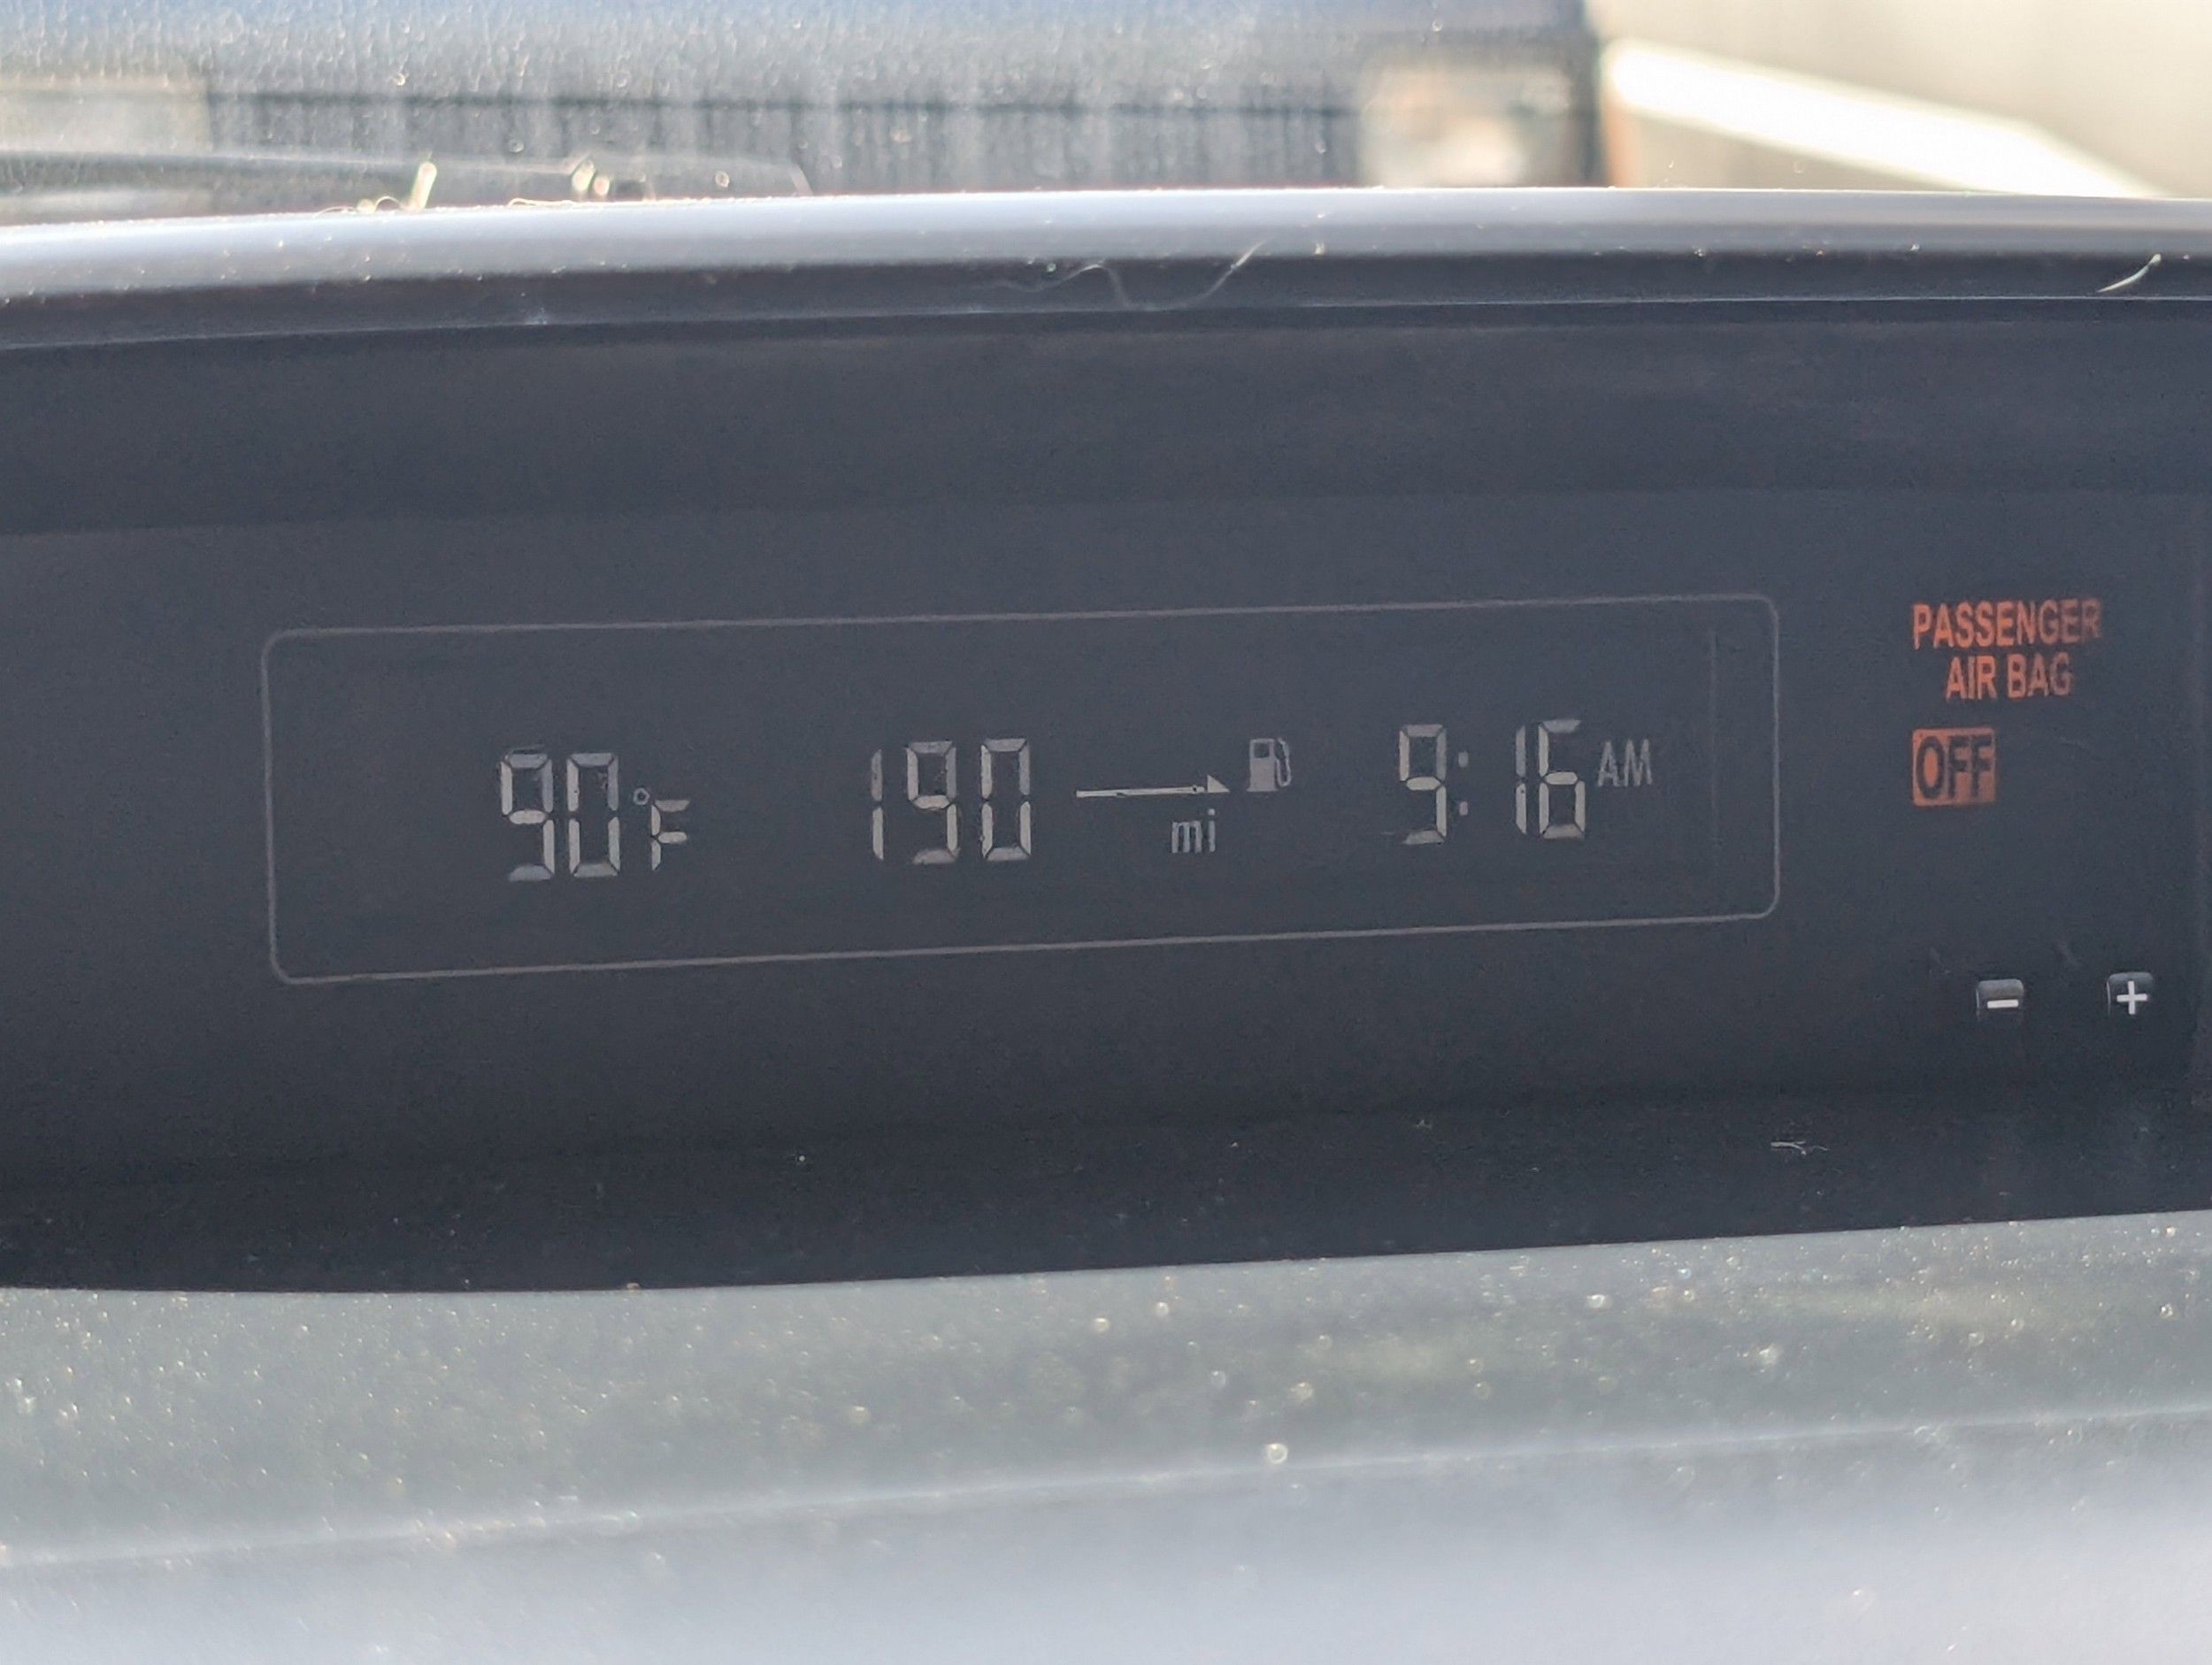 90°F 190 mi 9:16 AM
PASSENGER
AIR BAG
OFF
- +